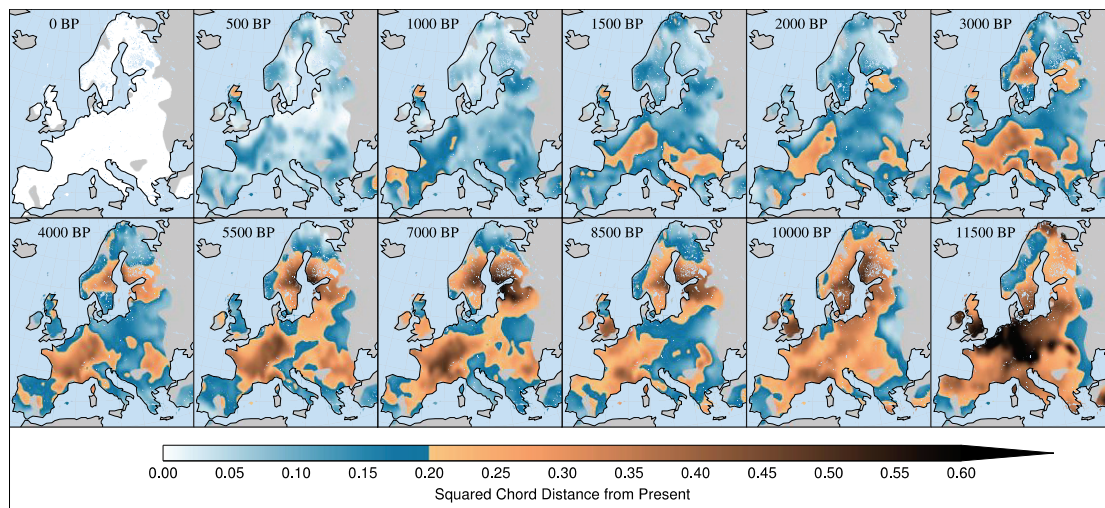 0 BP 500 BP 1000 BP 1500 BP 2000 BP 3000 BP
4000 BP 5500 BP 7000 BP 8500 BP 10000 BP 11500 BP
0.00 0.05 0.10 0.15 0.20 0.25 0.30 0.35 0.40 0.45 0.50 0.55 0.60
Squared Chord Distance from Present